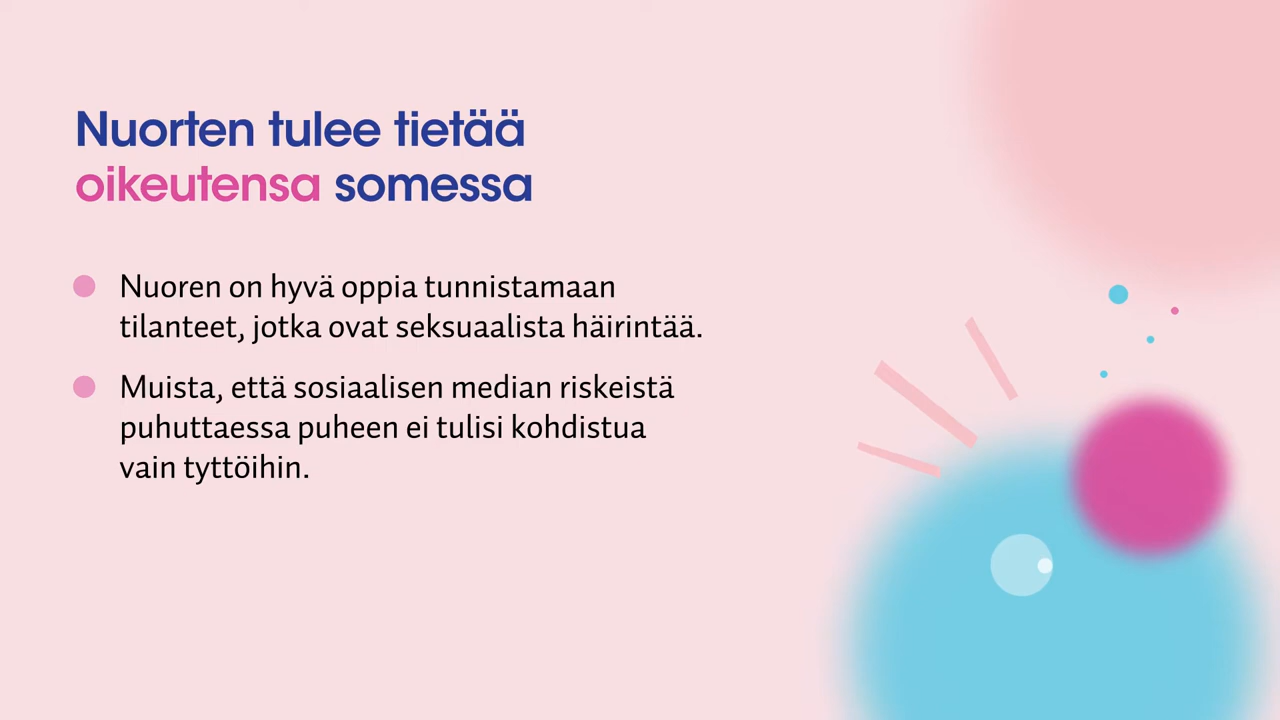 Nuorten tulee tietää
oikeutensa somessa
Nuoren on hyvä oppia tunnistamaan
tilanteet, jotka ovat seksuaalista häirintää.
Muista, että sosiaalisen median riskeistä
puhuttaessa puheen ei tulisi kohdistua
vain tyttöihin.